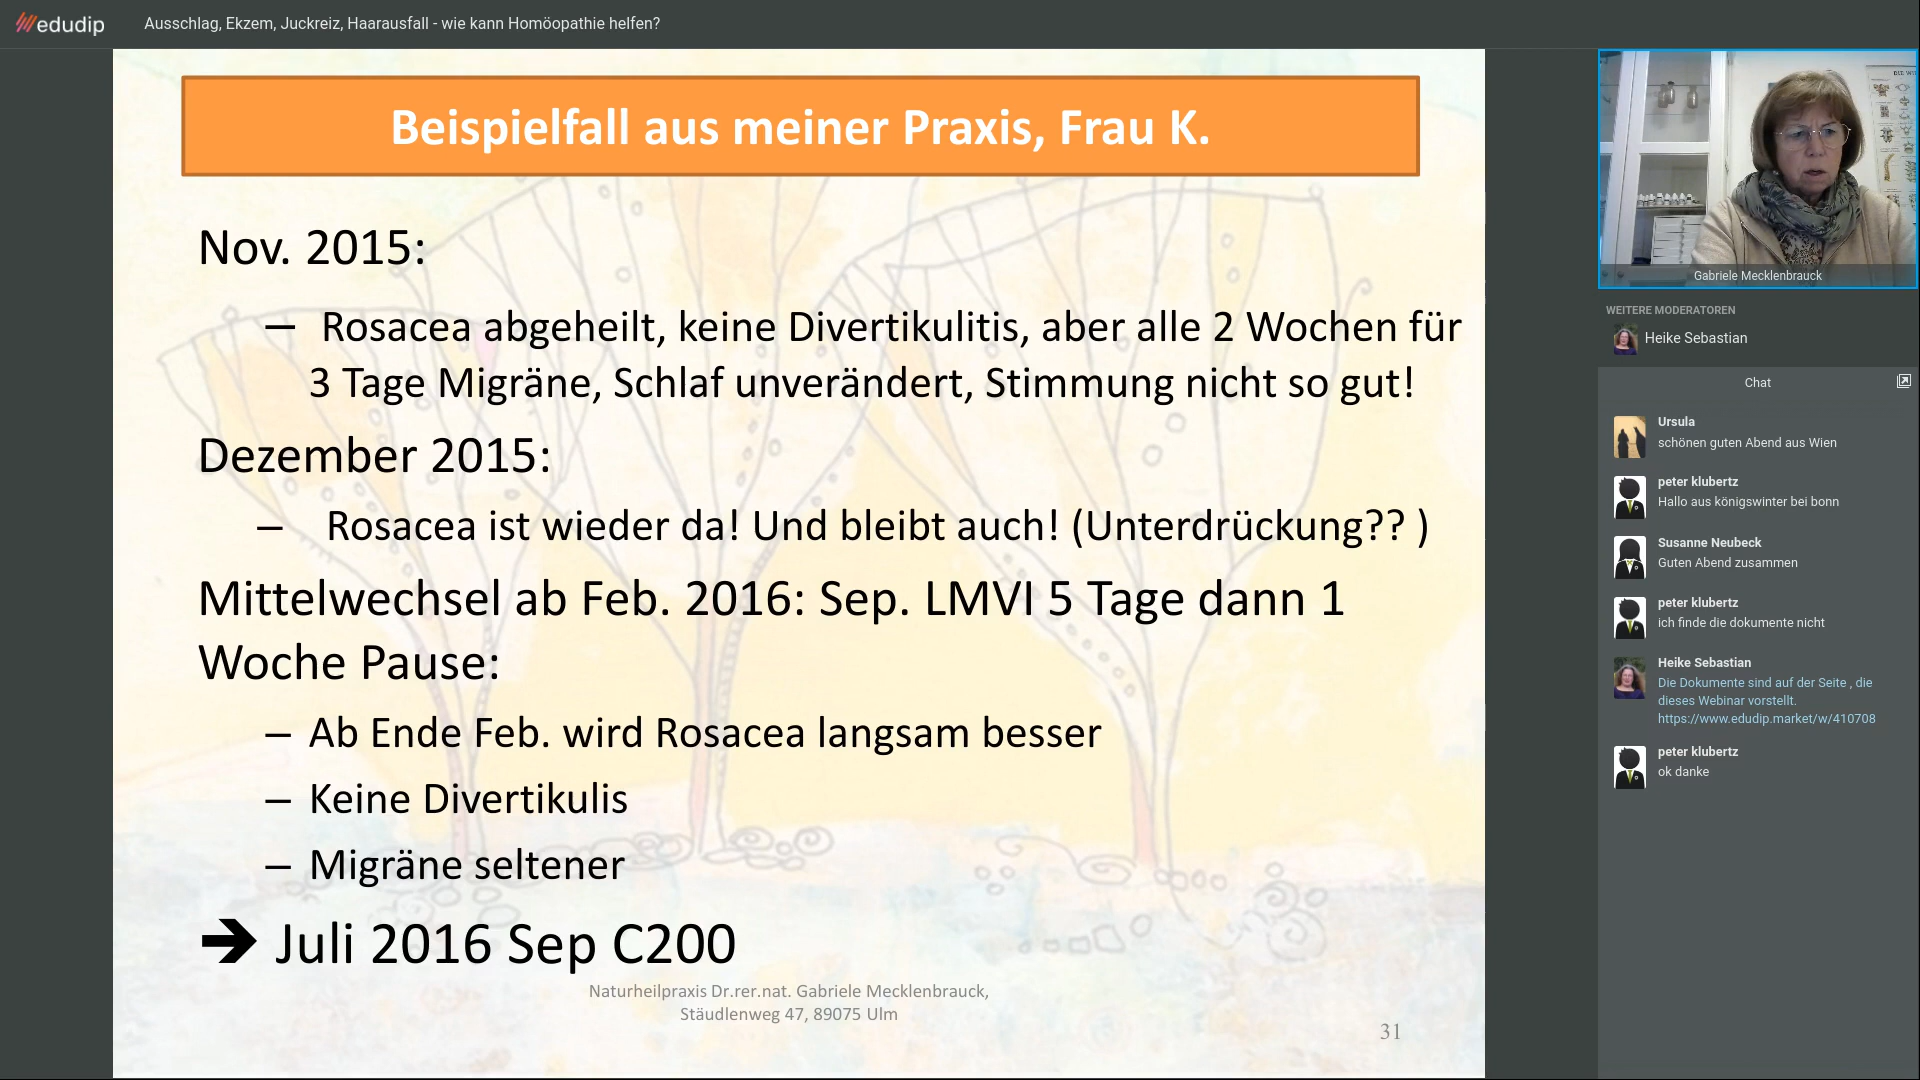 edudip
Ausschlag, Ekzem, Juckreiz, Haarausfall - wie kann Homöopathie helfen?
Beispielfall aus meiner Praxis, Frau K.
Nov. 2015:
– Rosacea abgeheilt, keine Divertikulitis, aber alle 2 Wochen für
3 Tage Migräne, Schlaf unverändert, Stimmung nicht so gut!
Dezember 2015:
– Rosacea ist wieder da! Und bleibt auch! (Unterdrückung?? )
Mittelwechsel ab Feb. 2016: Sep. LMVI 5 Tage dann 1
Woche Pause:
– Ab Ende Feb. wird Rosacea langsam besser
– Keine Divertikulis
– Migräne seltener
➔ Juli 2016 Sep C200
Naturheilpraxis Dr.rer.nat. Gabriele Mecklenbrauck,
Stäudlenweg 47, 89075 Ulm
31
Gabriele Mecklenbrauck
WEITERE MODERATOREN
Heike Sebastian
Chat
Ursula
schönen guten Abend aus Wien
peter klubertz
Hallo aus königswinter bei bonn
Susanne Neubeck
Guten Abend zusammen
peter klubertz
ich finde die dokumente nicht
Heike Sebastian
Die Dokumente sind auf der Seite , die
dieses Webinar vorstellt.
https://www.edudip.market/w/410708
peter klubertz
ok danke